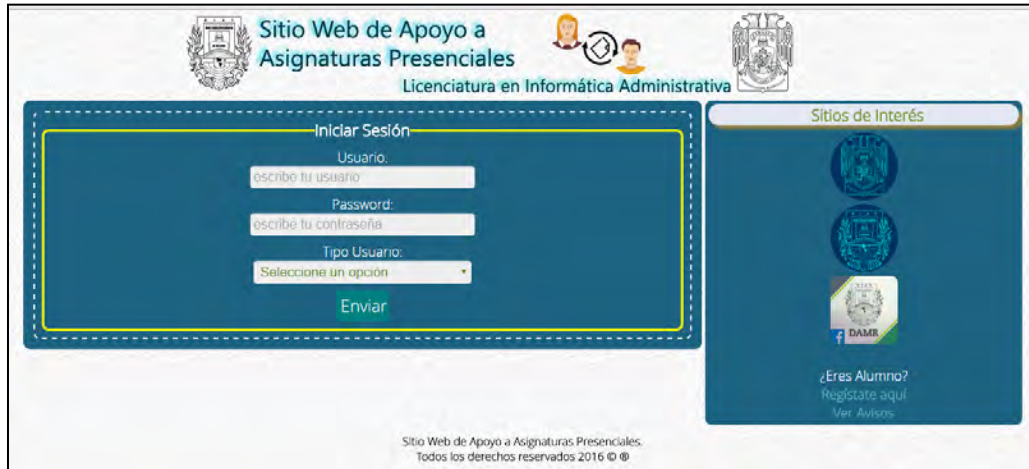 Sitio Web de Apoyo a
Asignaturas Presenciales
Licenciatura en Informática Administrativa
Iniciar Sesión
Usuario:
escribe tu usuario
Password:
escribe tu contraseña
Tipo Usuario:
Seleccione un opción
Enviar
Sitios de Interés
DAMR
¿Eres Alumno?
Regístate aquí
Ver Avisos
Sitio Web de Apoyo a Asignaturas Presenciales.
Todos los derechos reservados 2016 © ®